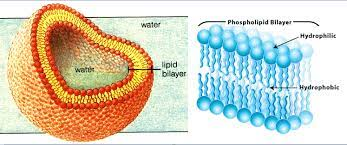 water
water
lipid
bilayer
Phospholipid Bilayer
Hydrophilic
Hydrophobic